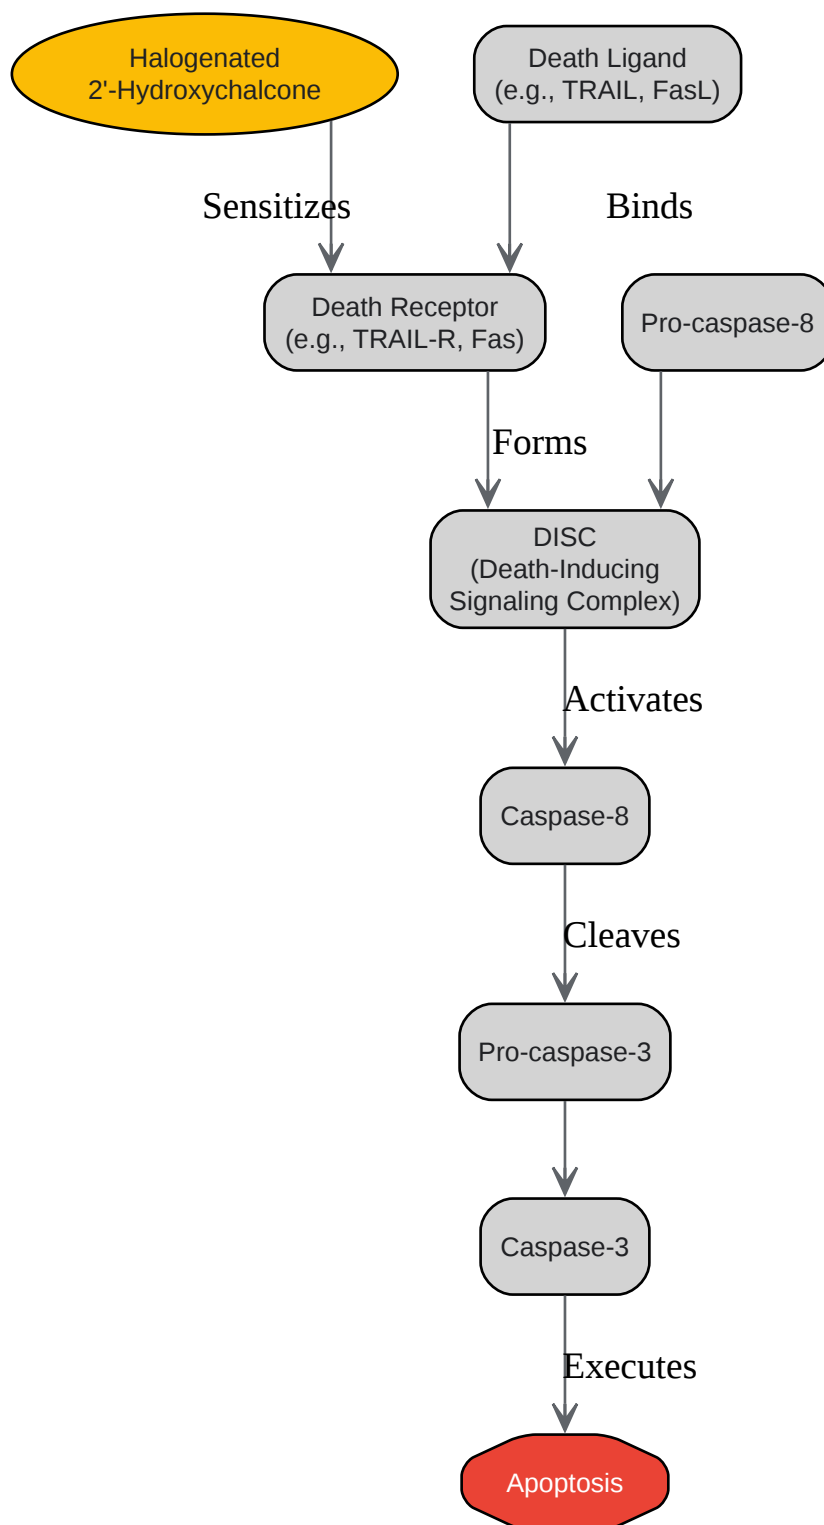 Halogenated
2'-Hydroxychalcone
Death Ligand
(e.g., TRAIL, FasL)
Sensitizes
Binds
Death Receptor
(e.g., TRAIL-R, Fas)
Pro-caspase-8
Forms
DISC
(Death-Inducing
Signaling Complex)
Activates
Caspase-8
Cleaves
Pro-caspase-3
Caspase-3
Executes
Apoptosis